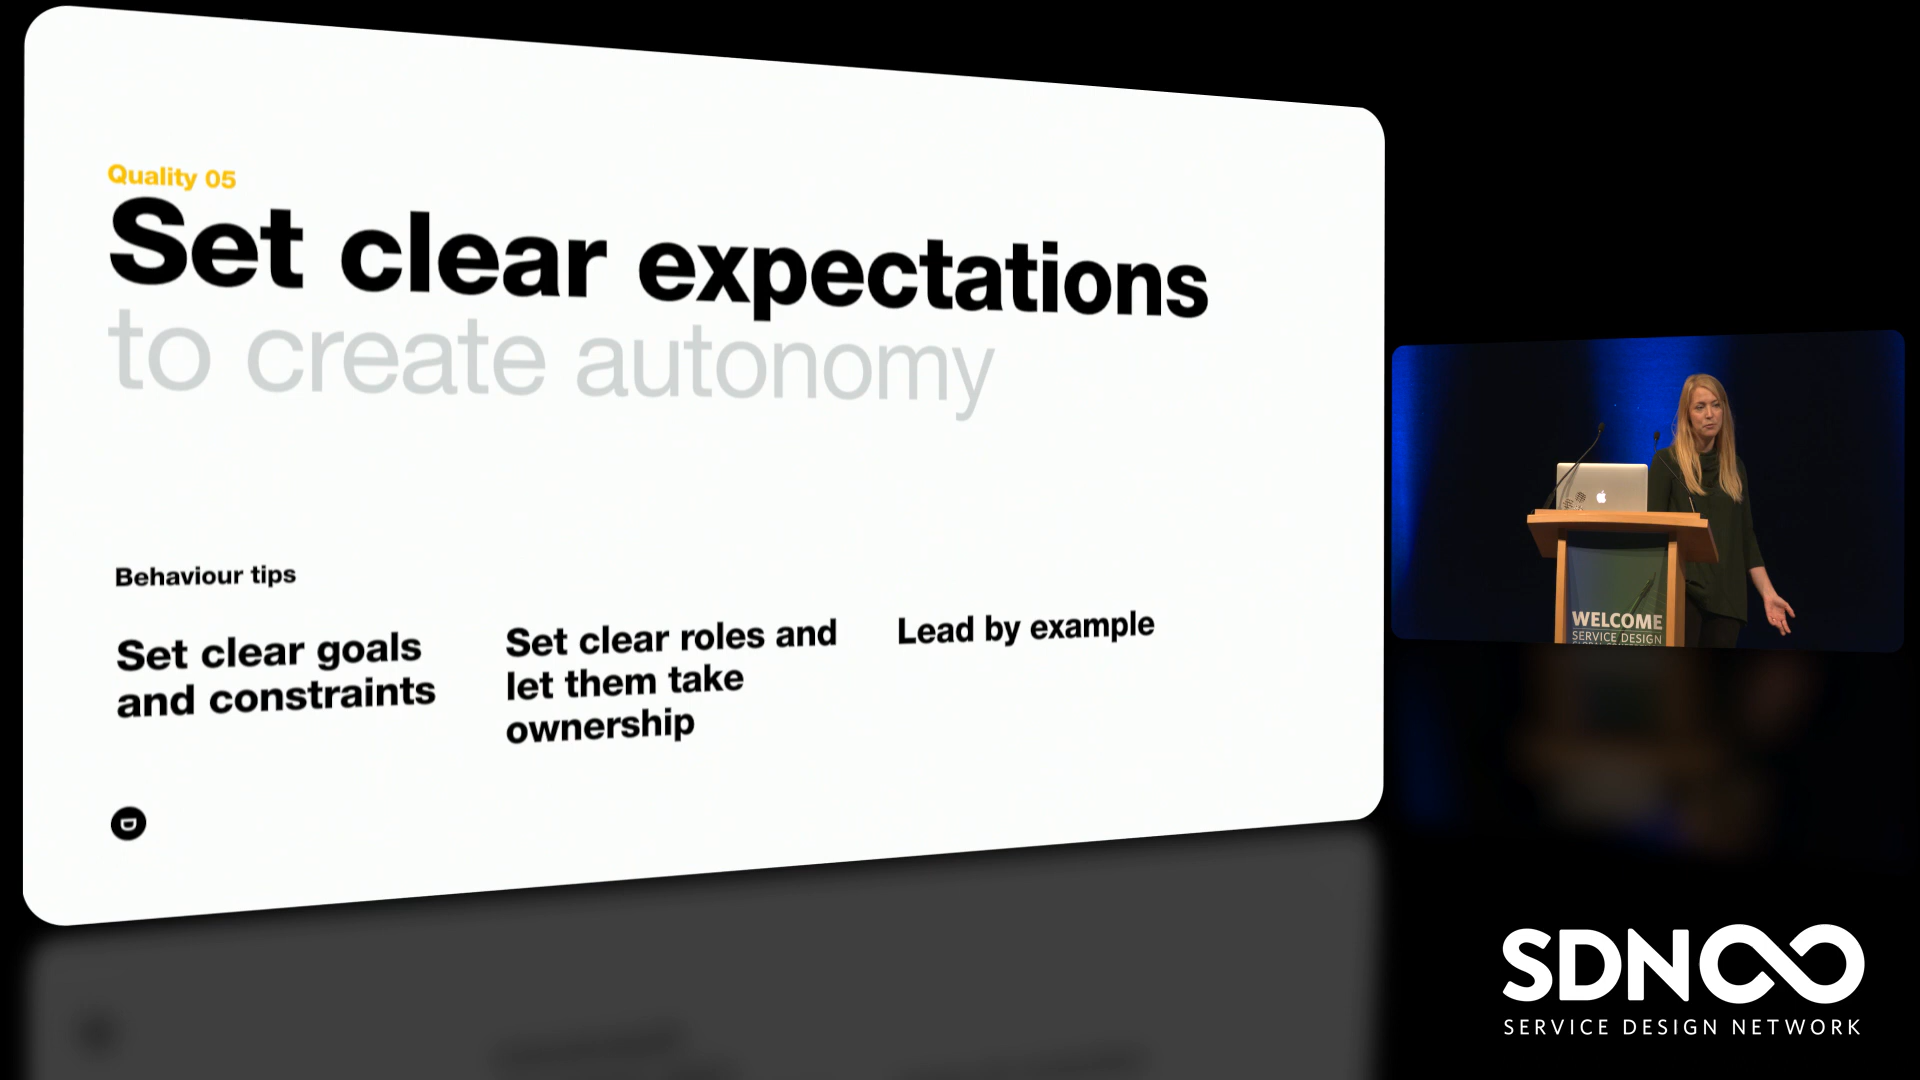 Quality 05
Set clear expectations
to create autonomy
Behaviour tips
Set clear goals
and constraints
Set clear roles and
let them take
ownership
Lead by example
D
WELCOME
SERVICE DESIGN
SDN
SERVICE DESIGN NETWORK